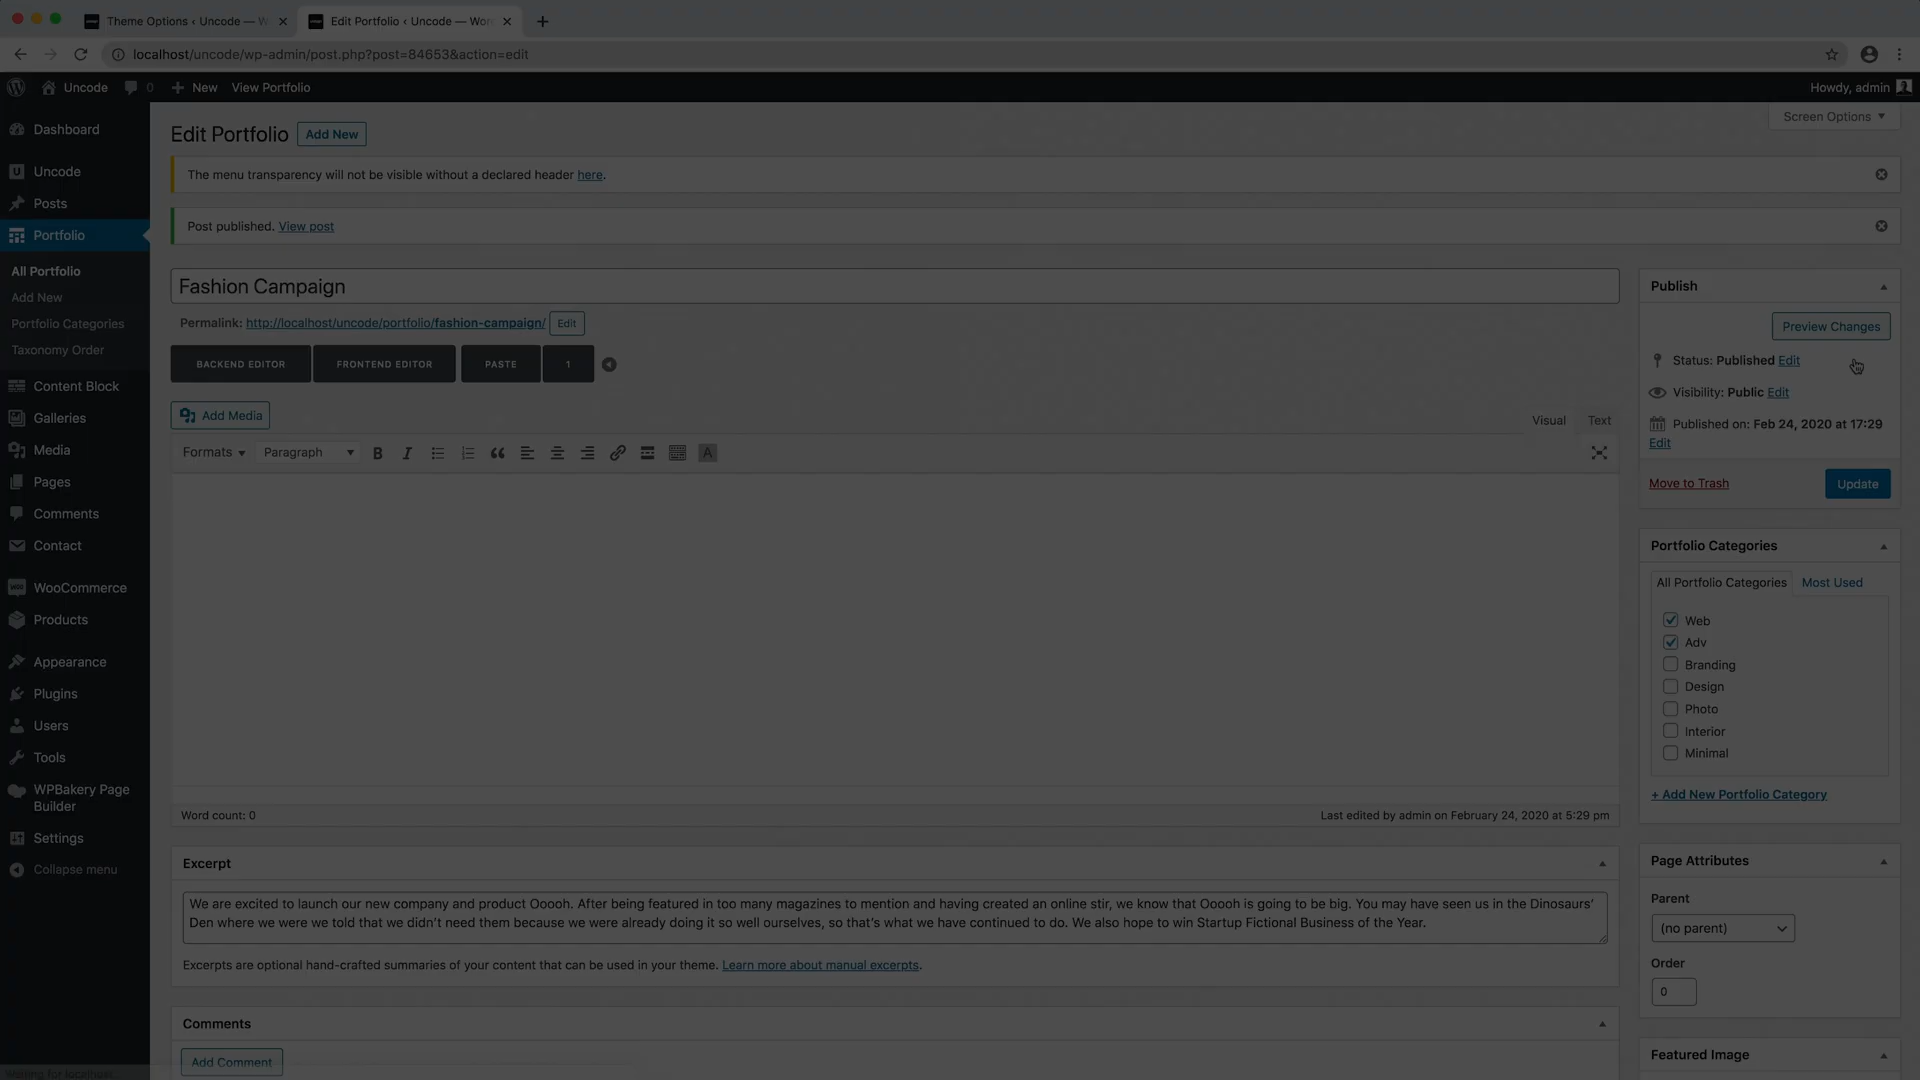 Theme Options ‹ Uncode — W
Edit Portfolio ‹ Uncode — Wor
localhost/uncode/wp-admin/post.php?post=84653&action=edit
Uncode
0
New
View Portfolio
Howdy, admin
Screen Options
Dashboard
Uncode
Posts
Portfolio
All Portfolio
Add New
Portfolio Categories
Taxonomy Order
Content Block
Galleries
Media
Pages
Comments
Contact
WooCommerce
Products
Appearance
Plugins
Users
Tools
WPBakery Page
Builder
Settings
Collapse menu
Edit Portfolio
Add New
The menu transparency will not be visible without a declared header here.
Post published. View post
Fashion Campaign
Permalink: http://localhost/uncode/portfolio/fashion-campaign/ Edit
BACKEND EDITOR
FRONTEND EDITOR
PASTE
1
Add Media
Visual
Text
Formats
Paragraph
Word count: 0
Last edited by admin on February 24, 2020 at 5:29 pm
Excerpt
We are excited to launch our new company and product Ooooh. After being featured in too many magazines to mention and having created an online stir, we know that Ooooh is going to be big. You may have seen us in the Dinosaurs’
Den where we were we told that we didn’t need them because we were already doing it so well ourselves, so that’s what we have continued to do. We also hope to win Startup Fictional Business of the Year.
Excerpts are optional hand-crafted summaries of your content that can be used in your theme. Learn more about manual excerpts.
Comments
Add Comment
Publish
Preview Changes
Status: Published Edit
Visibility: Public Edit
Published on: Feb 24, 2020 at 17:29
Edit
Move to Trash
Update
Portfolio Categories
All Portfolio Categories
Most Used
Web
Adv
Branding
Design
Photo
Interior
Minimal
+ Add New Portfolio Category
Page Attributes
Parent
(no parent)
Order
0
Featured Image
Waiting for localhost...